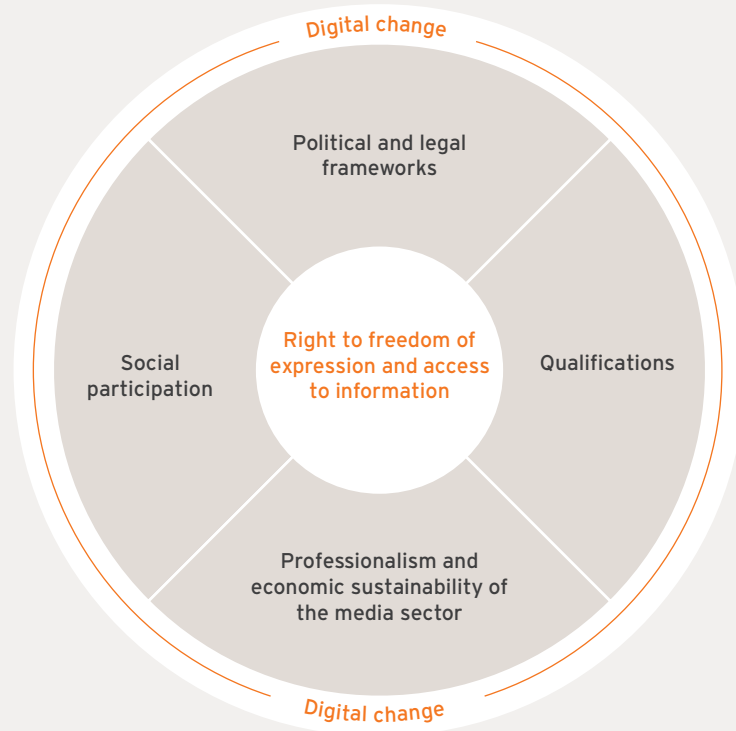 Digital change
Political and legal
frameworks
Right to freedom of
expression and access
to information
Social
participation
Qualifications
Professionalism and
economic sustainability of
the media sector
Digital change